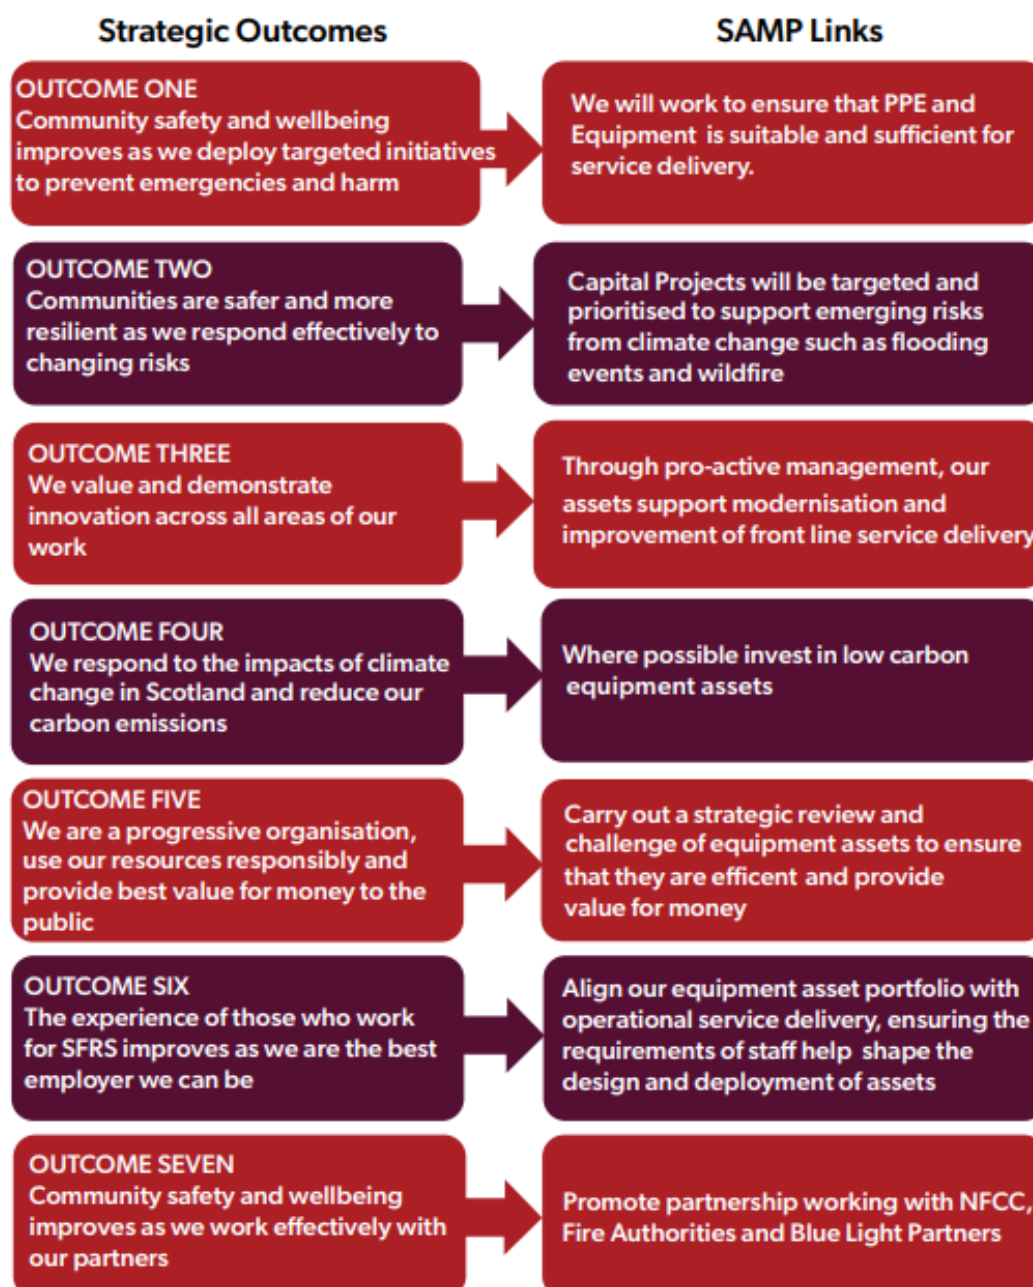 Strategic Outcomes
SAMP Links
OUTCOME ONE
Community safety and wellbeing
improves as we deploy targeted initiatives
to prevent emergencies and harm
We will work to ensure that PPE and
Equipment is suitable and sufficient for
service delivery.
OUTCOME TWO
Communities are safer and more
resilient as we respond effectively to
changing risks
Capital Projects will be targeted and
prioritised to support emerging risks
from climate change such as flooding
events and wildfire
OUTCOME THREE
We value and demonstrate
innovation across all areas of our
work
Through pro-active management, our
assets support modernisation and
improvement of front line service delivery
OUTCOME FOUR
We respond to the impacts of climate
change in Scotland and reduce our
carbon emissions
Where possible invest in low carbon
equipment assets
OUTCOME FIVE
We are a progressive organisation,
use our resources responsibly and
provide best value for money to the
public
Carry out a strategic review and
challenge of equipment assets to ensure
that they are efficent and provide
value for money
OUTCOME SIX
The experience of those who work
for SFRS improves as we are the best
employer we can be
Align our equipment asset portfolio with
operational service delivery, ensuring the
requirements of staff help shape the
design and deployment of assets
OUTCOME SEVEN
Community safety and wellbeing
improves as we work effectively with
our partners
Promote partnership working with NFCC,
Fire Authorities and Blue Light Partners